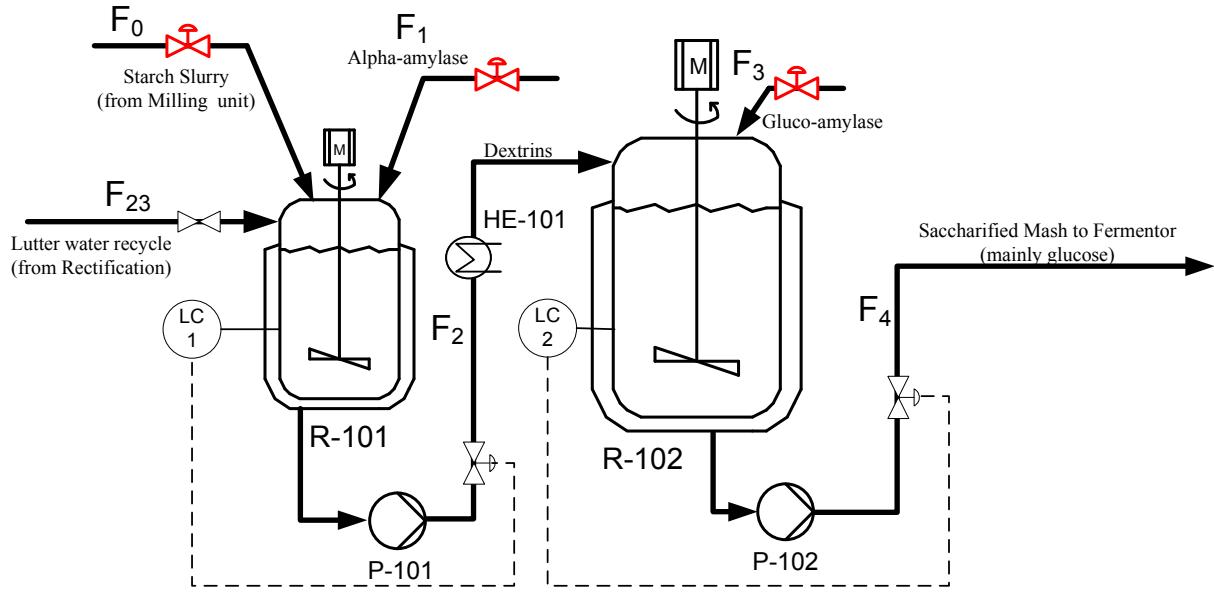 F0
Starch Slurry
(from Milling unit)
F1
Alpha-amylase
M
F3
Gluco-amylase
M
Dextrins
F23
Lutter water recycle
(from Rectification)
HE-101
Saccharified Mash to Fermentor
(mainly glucose)
LC
1
F2
LC
2
F4
R-101
R-102
P-101
P-102